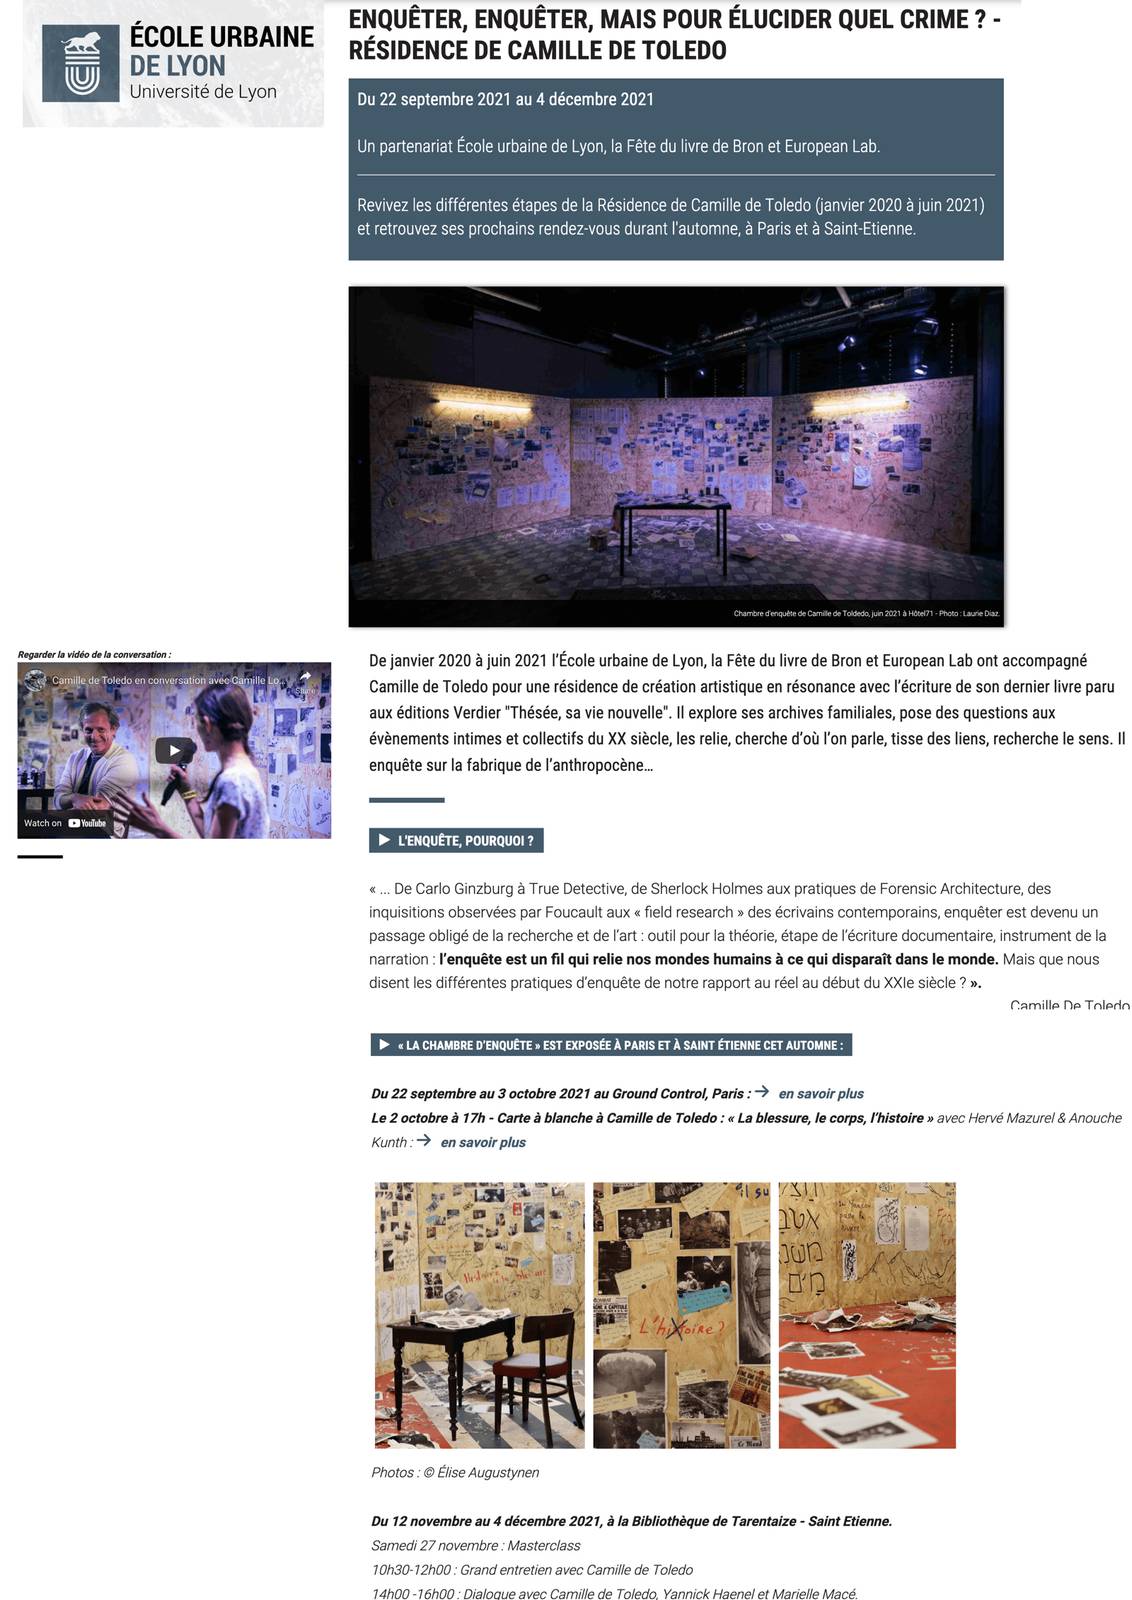 ÉCOLE URBAINE
DE LYON
Université de Lyon
ENQUÊTER, ENQUÊTER, MAIS POUR ÉLUCIDER QUEL CRIME ? -
RÉSIDENCE DE CAMILLE DE TOLEDO
Du 22 septembre 2021 au 4 décembre 2021
Un partenariat École urbaine de Lyon, la Fête du livre de Bron et European Lab.
Revivez les différentes étapes de la Résidence de Camille de Toledo (janvier 2020 à juin 2021)
et retrouvez ses prochains rendez-vous durant l'automne, à Paris et à Saint-Etienne.
Chambre d'enquête de Camille de Toldedo, juin 2021 à Hôtel71 - Photo : Laurie Diaz.
Regarder la vidéo de la conversation :
Camille de Toledo en conversation avec Camille Lo...
Share
Watch on YouTube
De janvier 2020 à juin 2021 l’École urbaine de Lyon, la Fête du livre de Bron et European Lab ont accompagné
Camille de Toledo pour une résidence de création artistique en résonance avec l’écriture de son dernier livre paru
aux éditions Verdier "Thésée, sa vie nouvelle". Il explore ses archives familiales, pose des questions aux
évènements intimes et collectifs du XX siècle, les relie, cherche d’où l’on parle, tisse des liens, recherche le sens. Il
enquête sur la fabrique de l’anthropocène…
L’ENQUÊTE, POURQUOI ?
« ... De Carlo Ginzburg à True Detective, de Sherlock Holmes aux pratiques de Forensic Architecture, des
inquisitions observées par Foucault aux « field research » des écrivains contemporains, enquêter est devenu un
passage obligé de la recherche et de l’art : outil pour la théorie, étape de l’écriture documentaire, instrument de la
narration : l’enquête est un fil qui relie nos mondes humains à ce qui disparaît dans le monde. Mais que nous
disent les différentes pratiques d’enquête de notre rapport au réel au début du XXIe siècle ? ».
Camille De Toledo
« LA CHAMBRE D’ENQUÊTE » EST EXPOSÉE À PARIS ET À SAINT ÉTIENNE CET AUTOMNE :
Du 22 septembre au 3 octobre 2021 au Ground Control, Paris : → en savoir plus
Le 2 octobre à 17h - Carte à blanche à Camille de Toledo : « La blessure, le corps, l’histoire » avec Hervé Mazurel & Anouche
Kunth : → en savoir plus
il su
L'histoire ?
Le Monde
אטב
משנ
מים
Photos : © Élise Augustynen
Du 12 novembre au 4 décembre 2021, à la Bibliothèque de Tarentaize - Saint Etienne.
Samedi 27 novembre : Masterclass
10h30-12h00 : Grand entretien avec Camille de Toledo
14h00 -16h00 : Dialogue avec Camille de Toledo, Yannick Haenel et Marielle Macé.